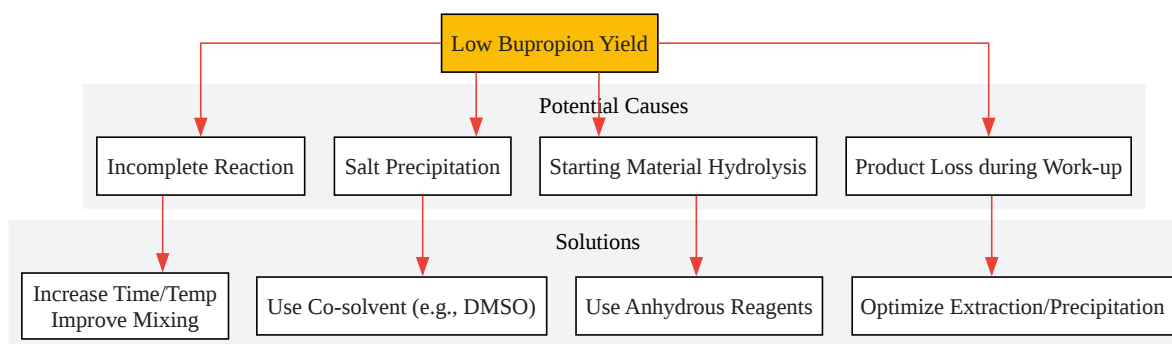 Low Bupropion Yield
Potential Causes
Incomplete Reaction
Salt Precipitation
Starting Material Hydrolysis
Product Loss during Work-up
Solutions
Increase Time/Temp
Improve Mixing
Use Co-solvent (e.g., DMSO)
Use Anhydrous Reagents
Optimize Extraction/Precipitation